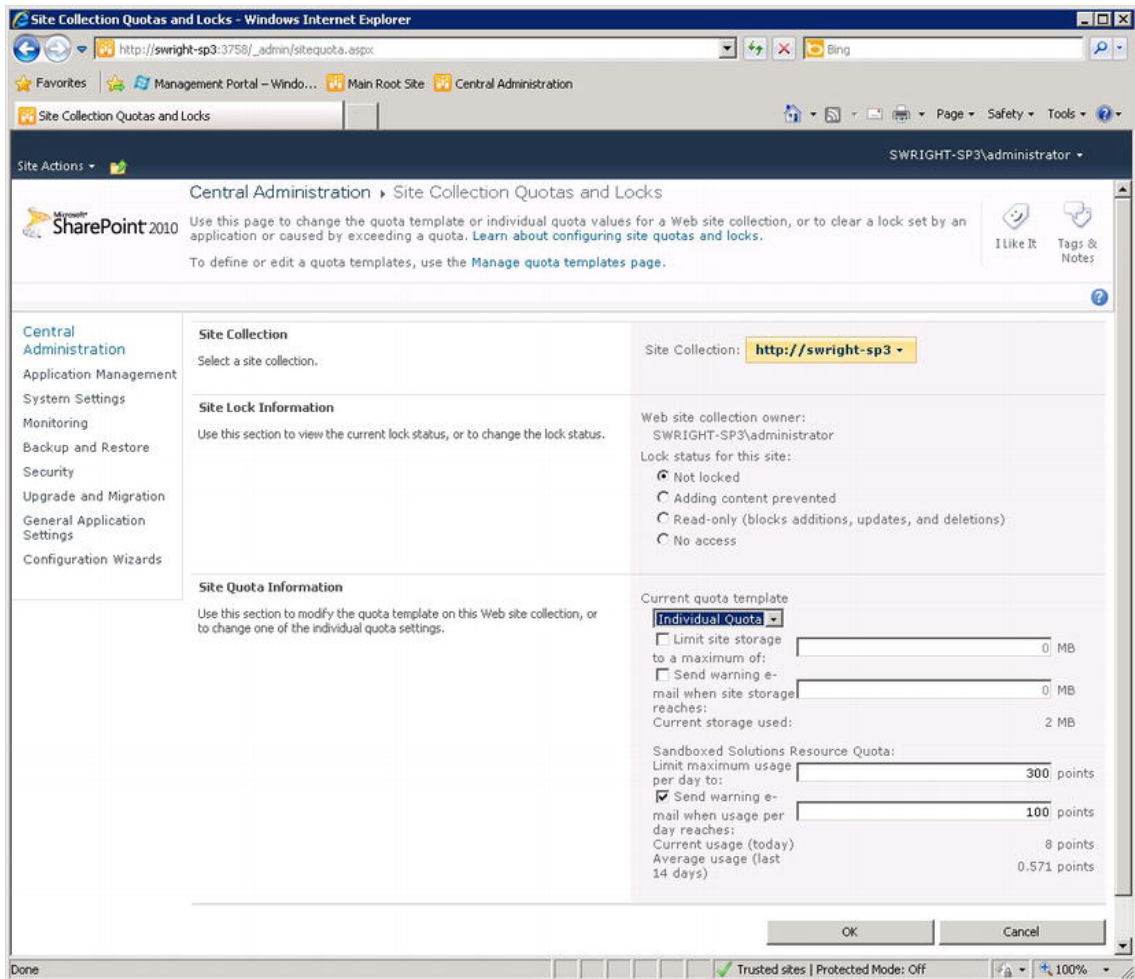 Site Collection Quotas and Locks - Windows Internet Explorer
http://swright-sp3:3758/_admin/sitequota.aspx
Bing
Favorites
Management Portal – Windo...
Main Root Site
Central Administration
Site Collection Quotas and Locks
Page
Safety
Tools
Site Actions
SWRIGHT-SP3\administrator
Microsoft
SharePoint 2010
Central Administration
Site Collection Quotas and Locks
Use this page to change the quota template or individual quota values for a Web site collection, or to clear a lock set by an
application or caused by exceeding a quota. Learn about configuring site quotas and locks.
To define or edit a quota templates, use the Manage quota templates page.
I Like It
Tags &
Notes
Central
Administration
Application Management
System Settings
Monitoring
Backup and Restore
Security
Upgrade and Migration
General Application
Settings
Configuration Wizards
Site Collection
Select a site collection.
Site Collection: http://swright-sp3
Site Lock Information
Use this section to view the current lock status, or to change the lock status.
Web site collection owner:
SWRIGHT-SP3\administrator
Lock status for this site:
Not locked
Adding content prevented
Read-only (blocks additions, updates, and deletions)
No access
Site Quota Information
Use this section to modify the quota template on this Web site collection, or
to change one of the individual quota settings.
Current quota template
Individual Quota
Limit site storage
to a maximum of:
0 MB
Send warning e-
mail when site storage
reaches:
0 MB
Current storage used:
2 MB
Sandboxed Solutions Resource Quota:
Limit maximum usage
per day to:
300 points
Send warning e-
mail when usage per
day reaches:
100 points
Current usage (today)
8 points
Average usage (last
14 days)
0.571 points
OK
Cancel
Done
Trusted sites | Protected Mode: Off
100%